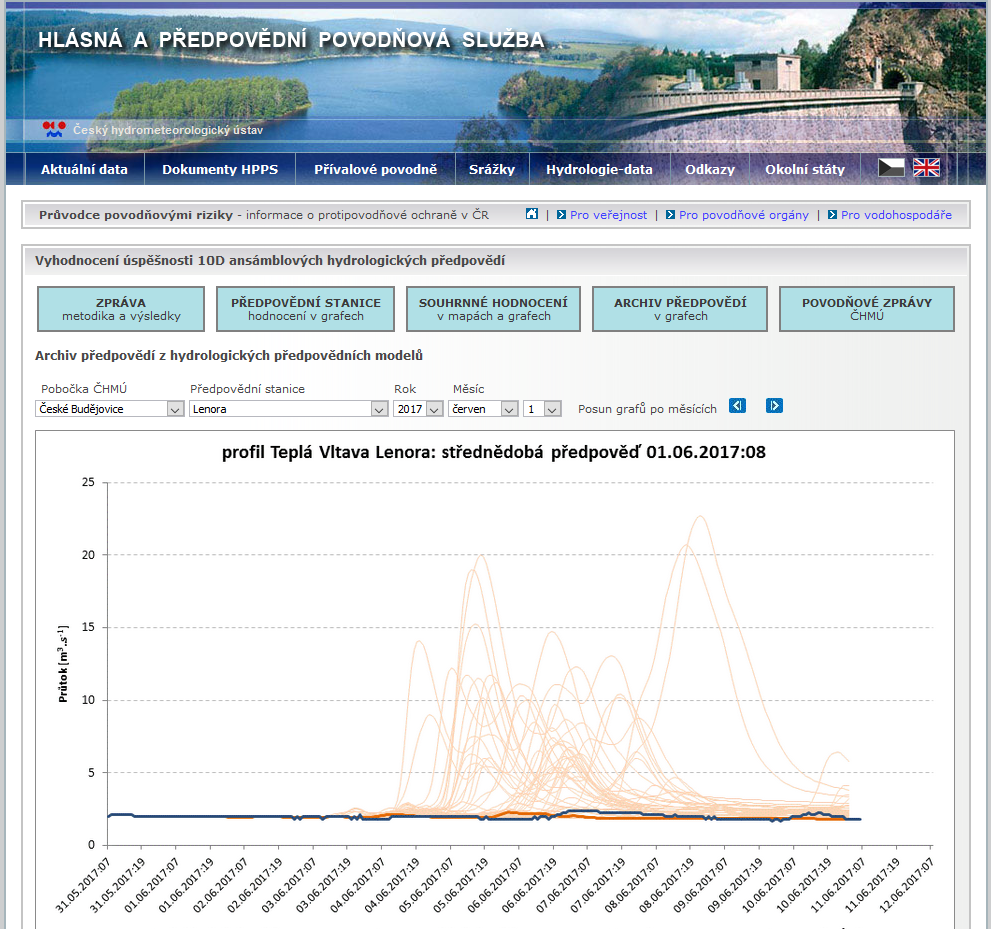 HLÁSNÁ A PŘEDPOVĚDNÍ POVODŇOVÁ SLUŽBA
Český hydrometeorologický ústav
Aktuální data Dokumenty HPPS Přívalové povodně Srážky Hydrologie-data Odkazy Okolní státy
Průvodce povodňovými riziky - informace o protipovodňové ochraně v ČR | Pro veřejnost | Pro povodňové orgány | Pro vodohospodáře
Vyhodnocení úspěšnosti 10D ansámblových hydrologických předpovědí
ZPRÁVA
metodika a výsledky
PŘEDPOVĚDNÍ STANICE
hodnocení v grafech
SOUHRNNÉ HODNOCENÍ
v mapách a grafech
ARCHIV PŘEDPOVĚDÍ
v grafech
POVODŇOVÉ ZPRÁVY
ČHMÚ
Archiv předpovědí z hydrologických předpovědních modelů
Pobočka ČHMÚ Předpovědní stanice Rok Měsíc
České Budějovice Lenora 2017 červen 1 Posun grafů po měsících
profil Teplá Vltava Lenora: střednědobá předpověď 01.06.2017:08
25
20
15
10
5
0
Průtok [m³.s⁻¹]
31.05.2017:07
31.05.2017:19
01.06.2017:07
01.06.2017:19
02.06.2017:07
02.06.2017:19
03.06.2017:07
03.06.2017:19
04.06.2017:07
04.06.2017:19
05.06.2017:07
05.06.2017:19
06.06.2017:07
06.06.2017:19
07.06.2017:07
07.06.2017:19
08.06.2017:07
08.06.2017:19
09.06.2017:07
09.06.2017:19
10.06.2017:07
10.06.2017:19
11.06.2017:07
11.06.2017:19
12.06.2017:07